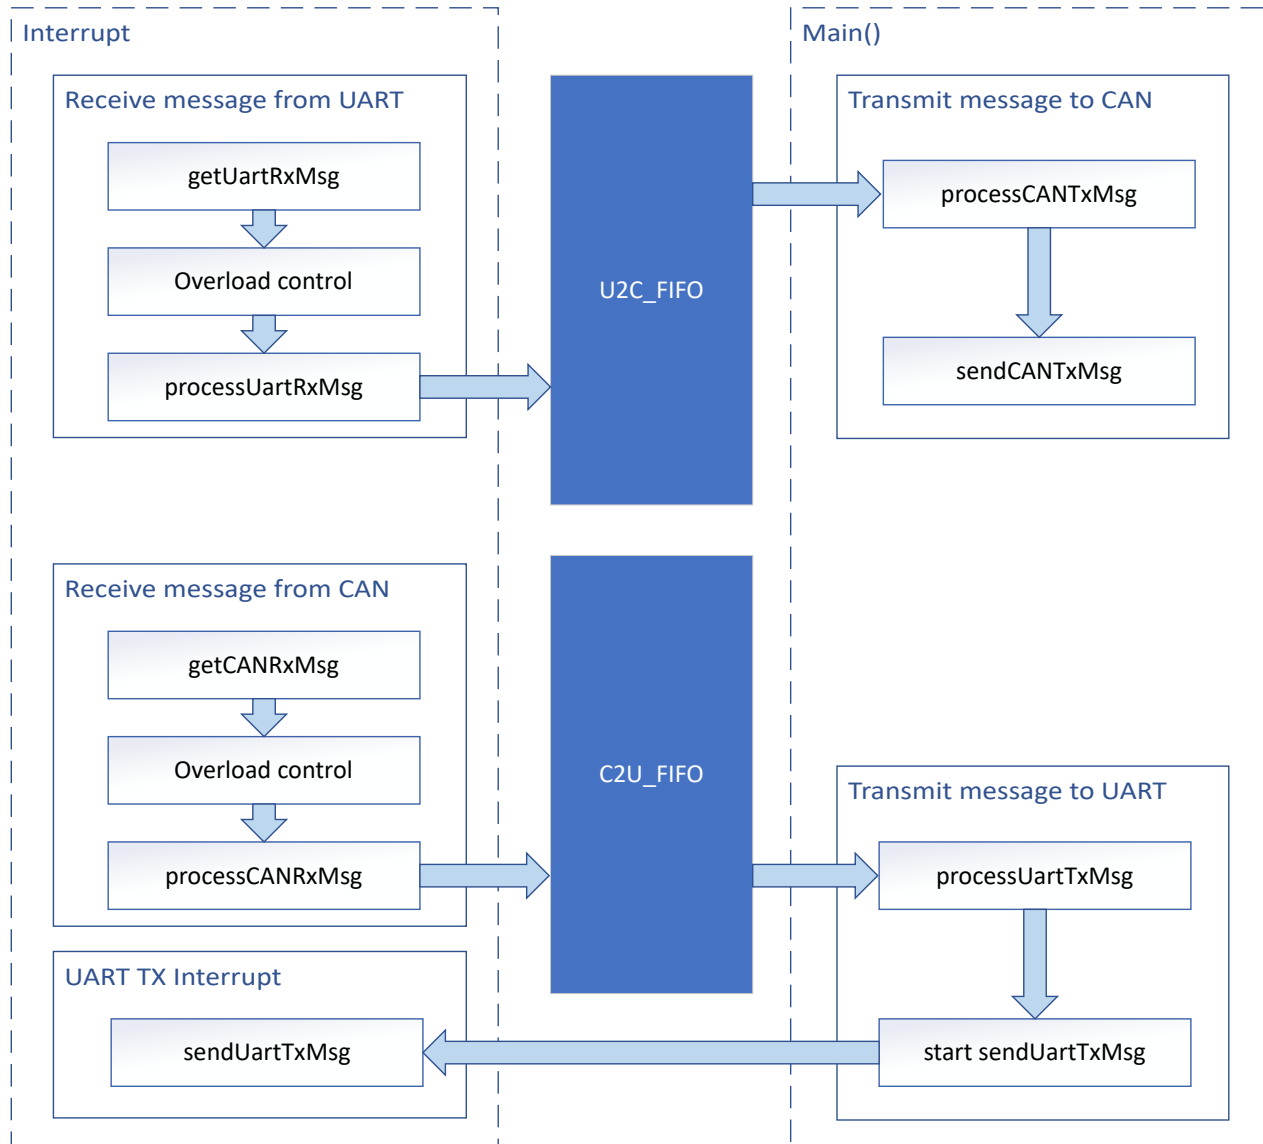 Interrupt
Receive message from UART
getUartRxMsg
Overload control
processUartRxMsg
U2C_FIFO
Main()
Transmit message to CAN
processCANTxMsg
sendCANTxMsg
Receive message from CAN
getCANRxMsg
Overload control
processCANRxMsg
C2U_FIFO
Transmit message to UART
processUartTxMsg
start sendUartTxMsg
UART TX Interrupt
sendUartTxMsg